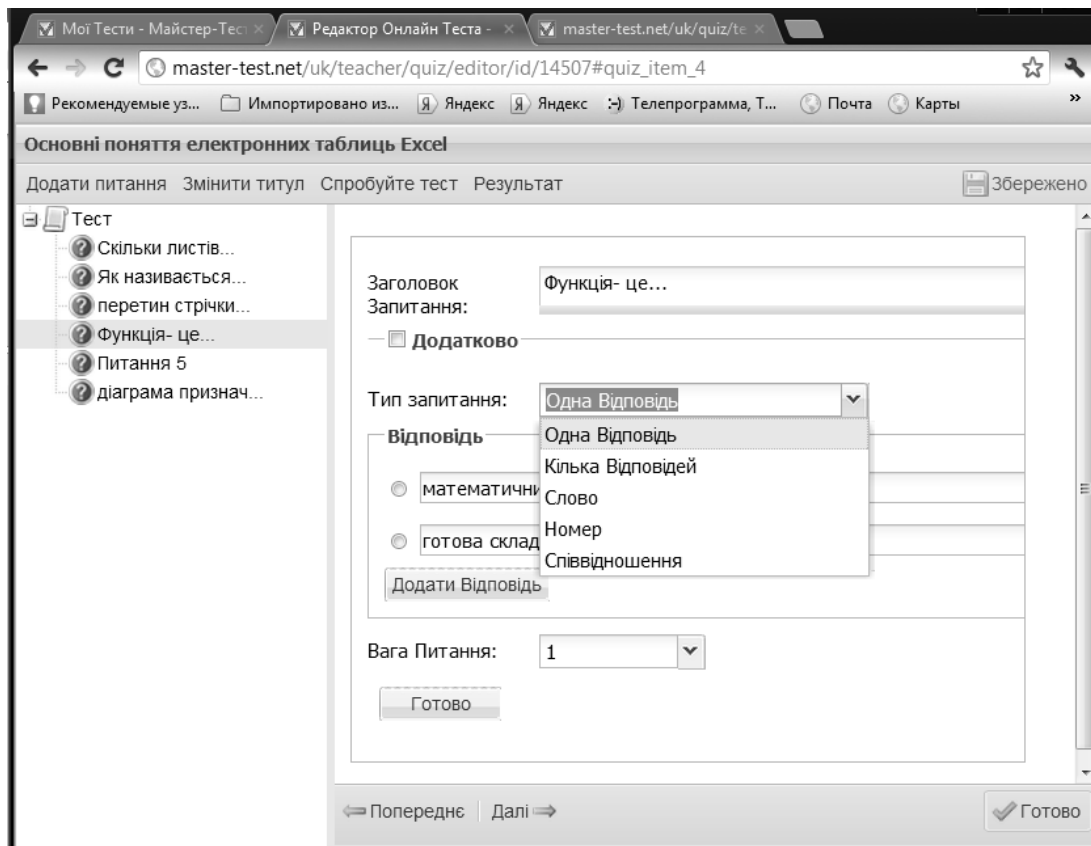 Мої Тести - Майстер-Тес
Редактор Онлайн Теста -
master-test.net/uk/quiz/te
master-test.net/uk/teacher/quiz/editor/id/14507#quiz_item_4
Рекомендуемые уз... Импортировано из... Яндекс Яндекс Телепрограмма, Т... Почта Карты »
Основні поняття електронних таблиць Excel
Додати питання Змінити титул Спробуйте тест Результат Збережено
Тест
Скільки листів...
Як називається...
перетин стрічки...
Функція- це...
Питання 5
діаграма признач...
Заголовок Запитання:
Функція- це...
Додатково
Тип запитання:
Одна Відповідь
Одна Відповідь
Кілька Відповідей
Слово
Номер
Співвідношення
Відповідь
математични
готова склад
Додати Відповідь
Вага Питання:
1
Готово
Попереднє Далі
Готово